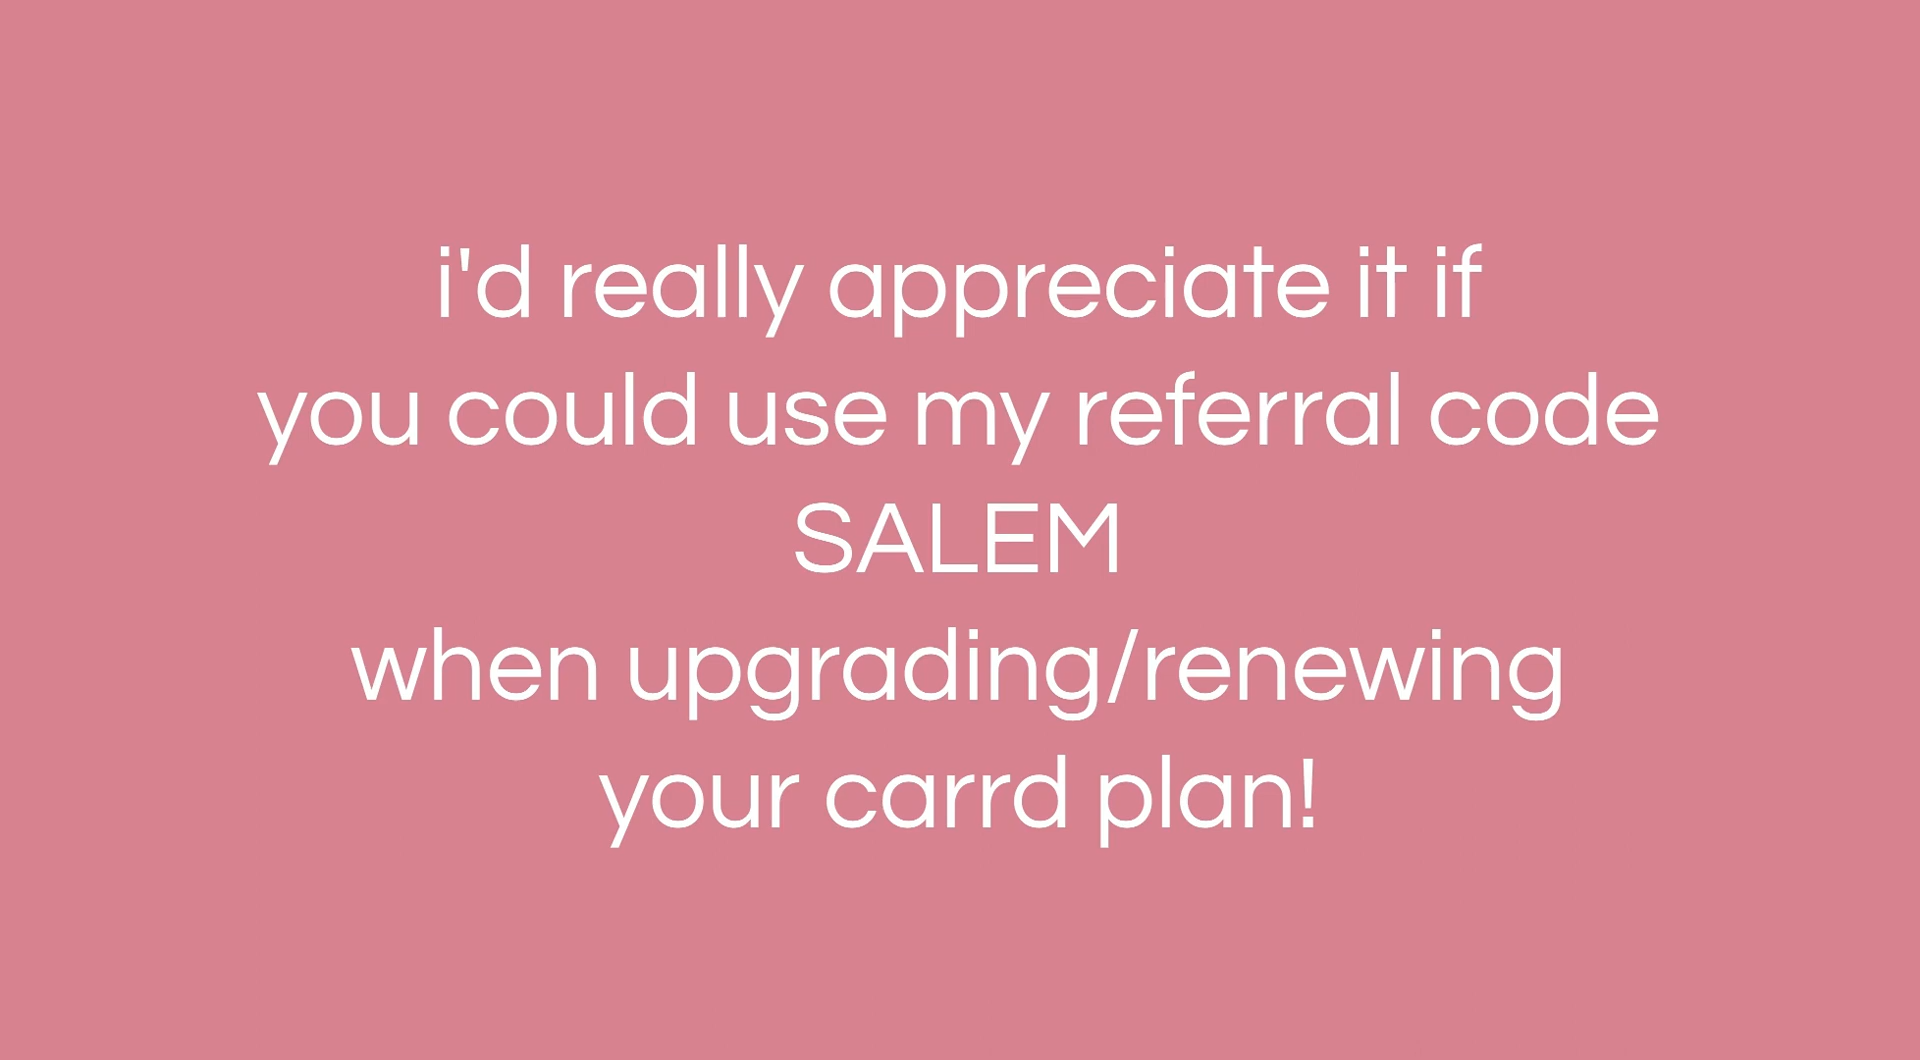 i'd really appreciate it if
you could use my referral code
SALEM
when upgrading/renewing
your carrd plan!